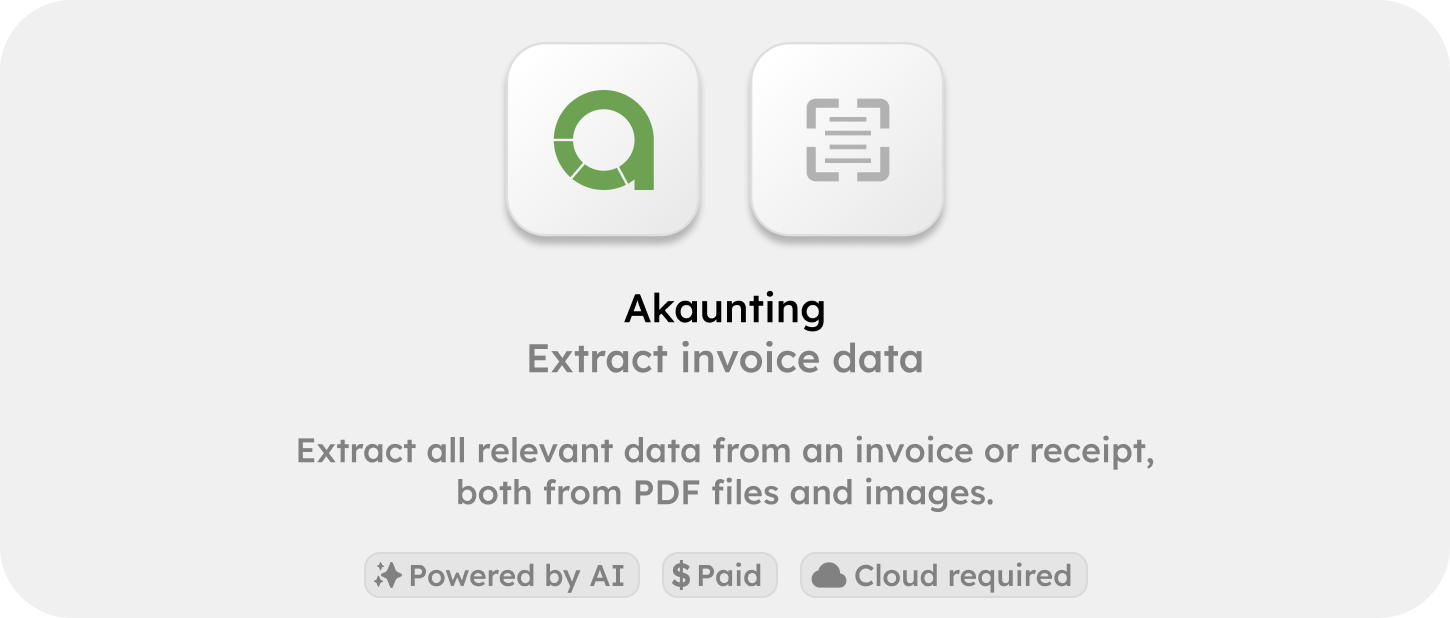 Akaunting
Extract invoice data
Extract all relevant data from an invoice or receipt,
both from PDF files and images.
Powered by AI
$ Paid
Cloud required